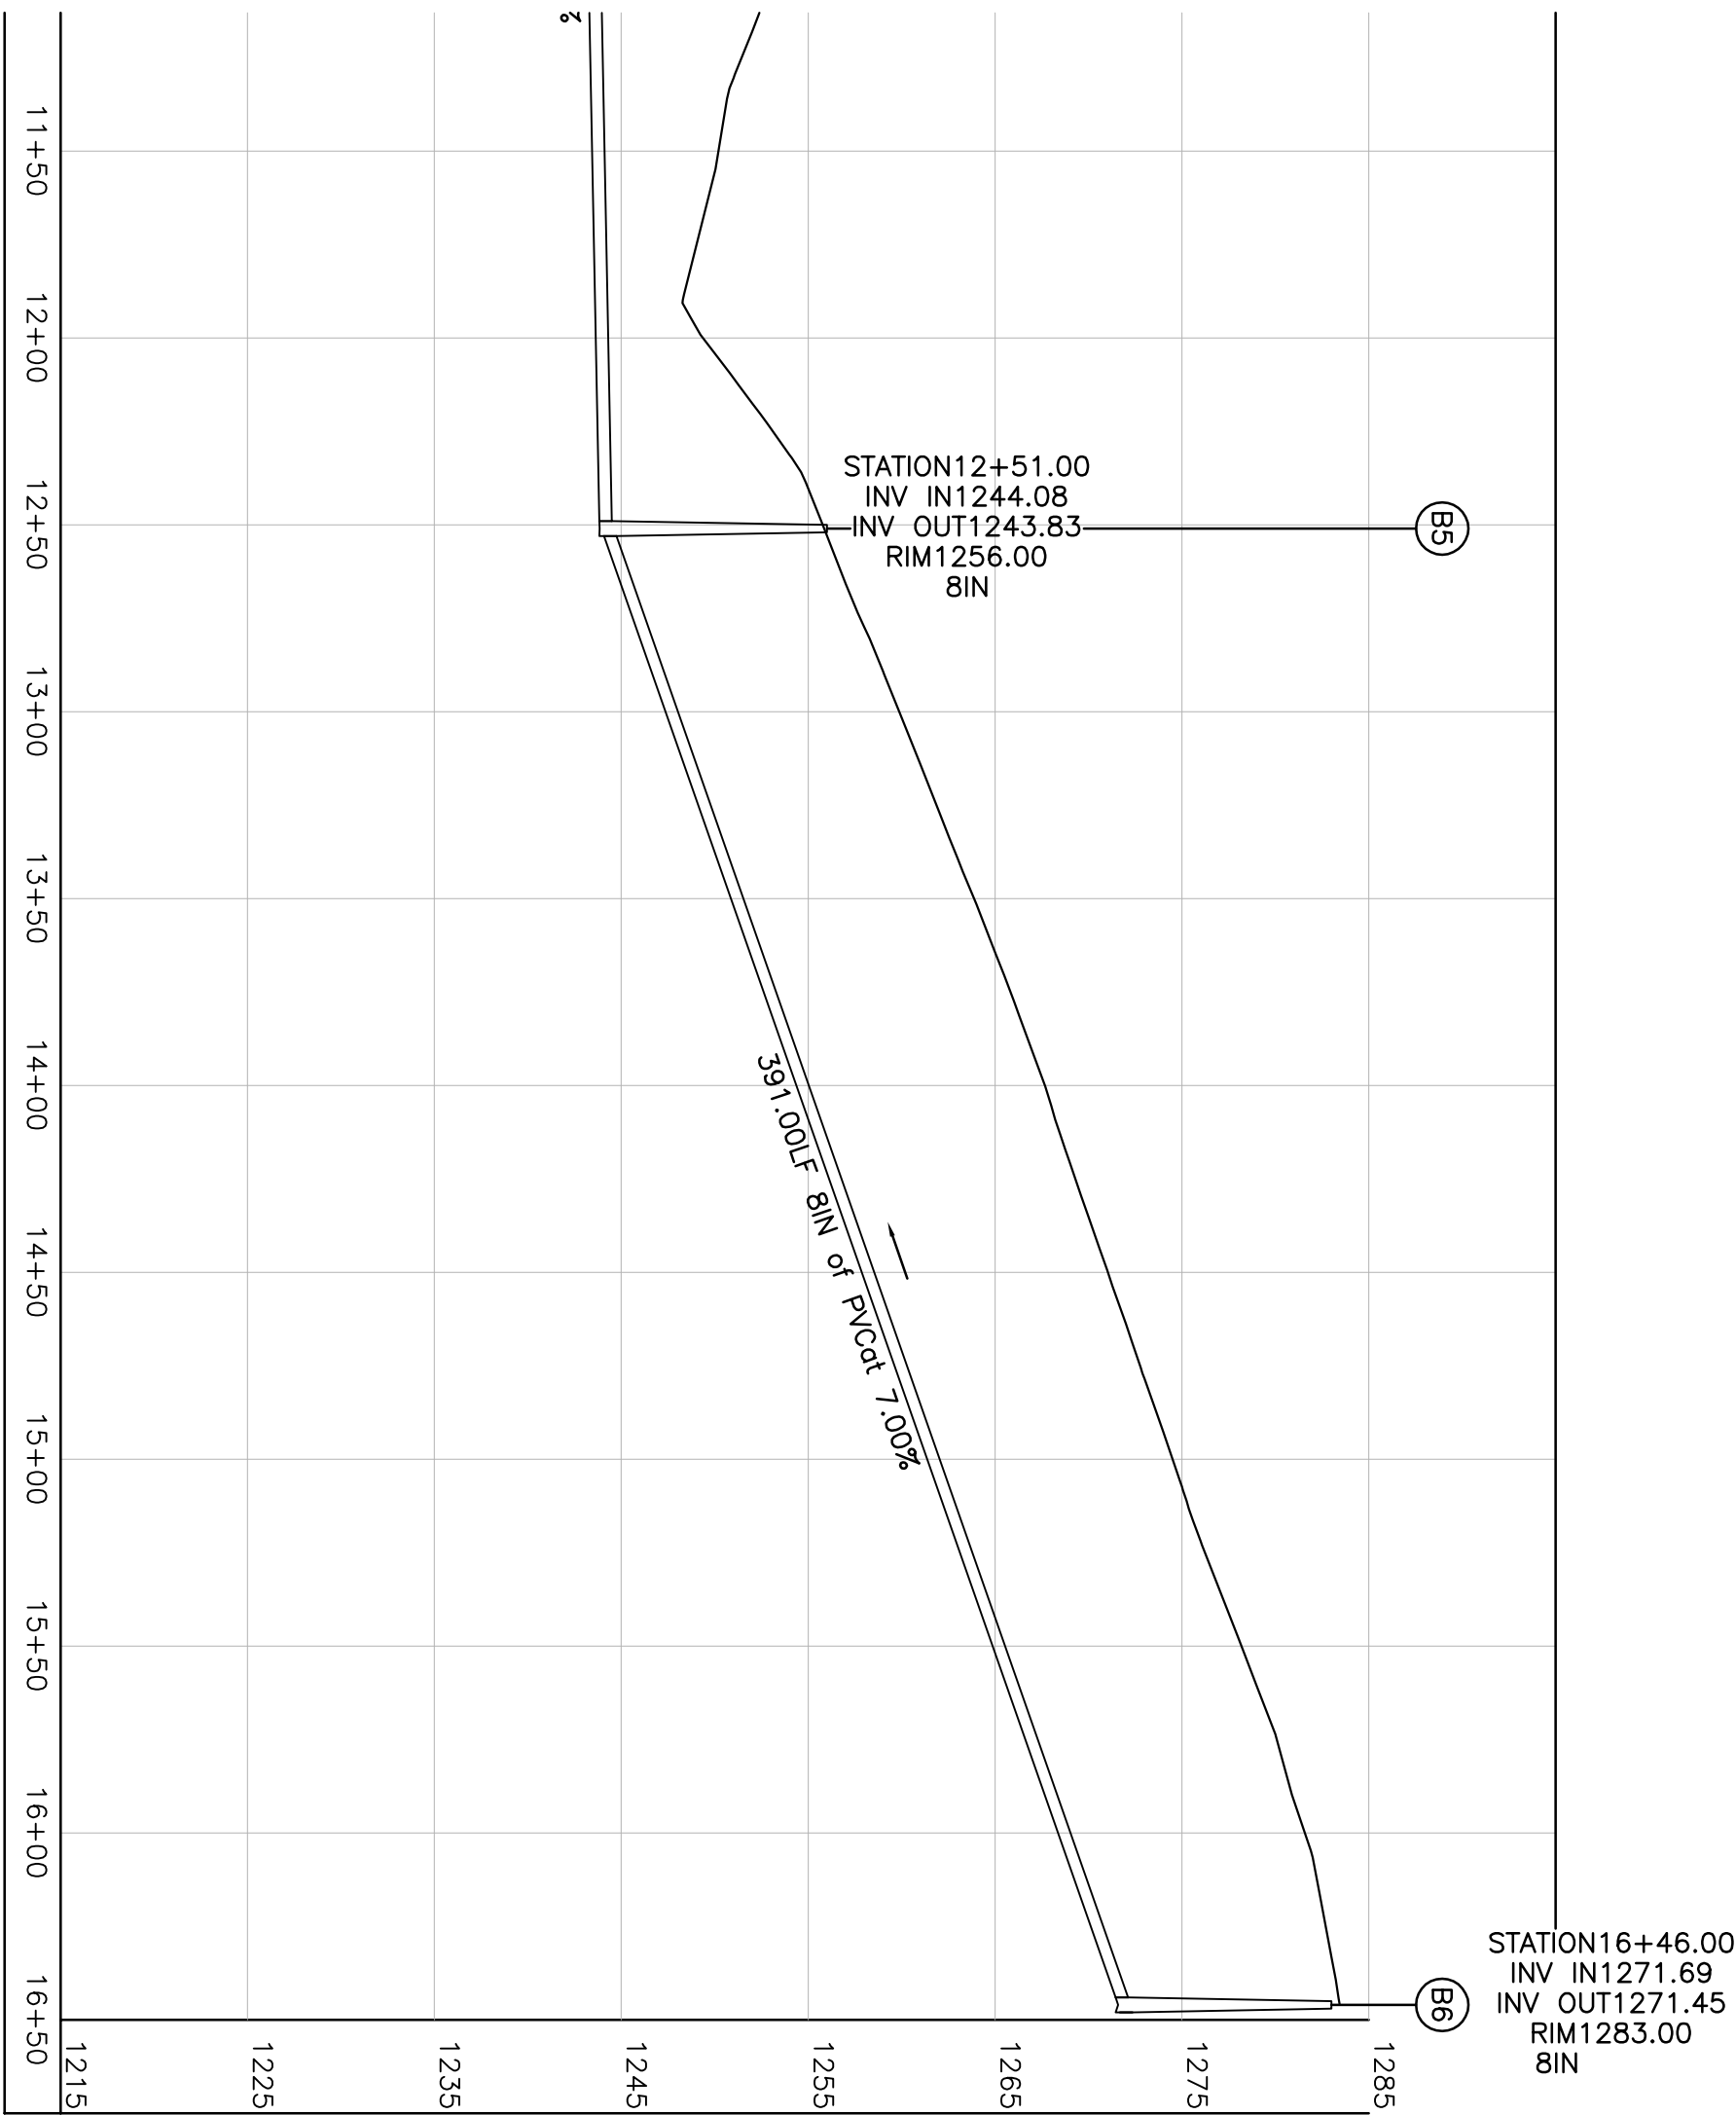 %
11+50
12+00
12+50
13+00
13+50
14+00
14+50
15+00
15+50
16+00
16+50
STATION12+51.00
INV IN1244.08
INV OUT1243.83
RIM1256.00
8IN
B5
391.00LF 8IN of PVCat 7.00%
STATION16+46.00
INV IN1271.69
INV OUT1271.45
RIM1283.00
8IN
B6
1215
1225
1235
1245
1255
1265
1275
1285